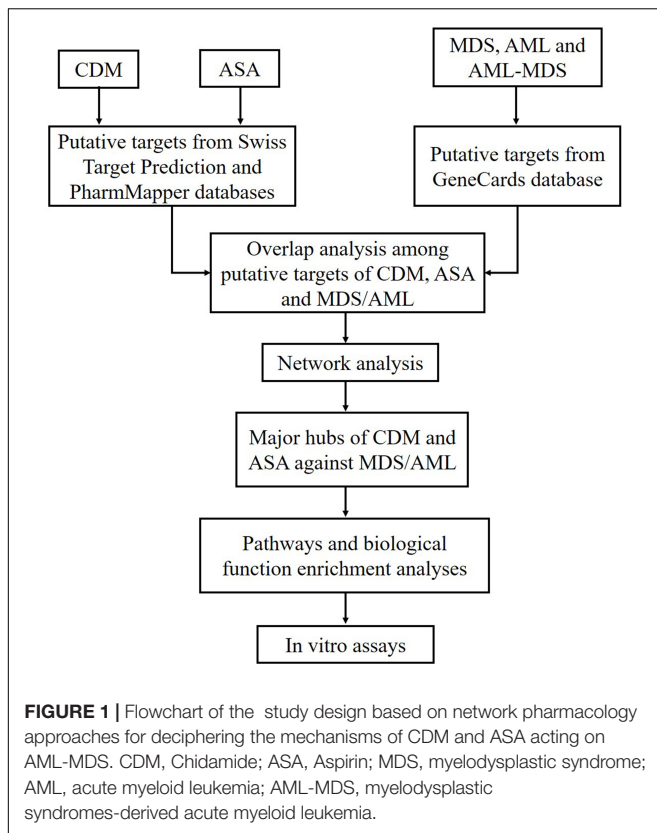 CDM
ASA
MDS, AML and
AML-MDS
Putative targets from Swiss
Target Prediction and
PharmMapper databases
Putative targets from
GeneCards database
Overlap analysis among
putative targets of CDM, ASA
and MDS/AML
Network analysis
Major hubs of CDM and
ASA against MDS/AML
Pathways and biological
function enrichment analyses
In vitro assays
FIGURE 1 | Flowchart of the study design based on network pharmacology
approaches for deciphering the mechanisms of CDM and ASA acting on
AML-MDS. CDM, Chidamide; ASA, Aspirin; MDS, myelodysplastic syndrome;
AML, acute myeloid leukemia; AML-MDS, myelodysplastic
syndromes-derived acute myeloid leukemia.